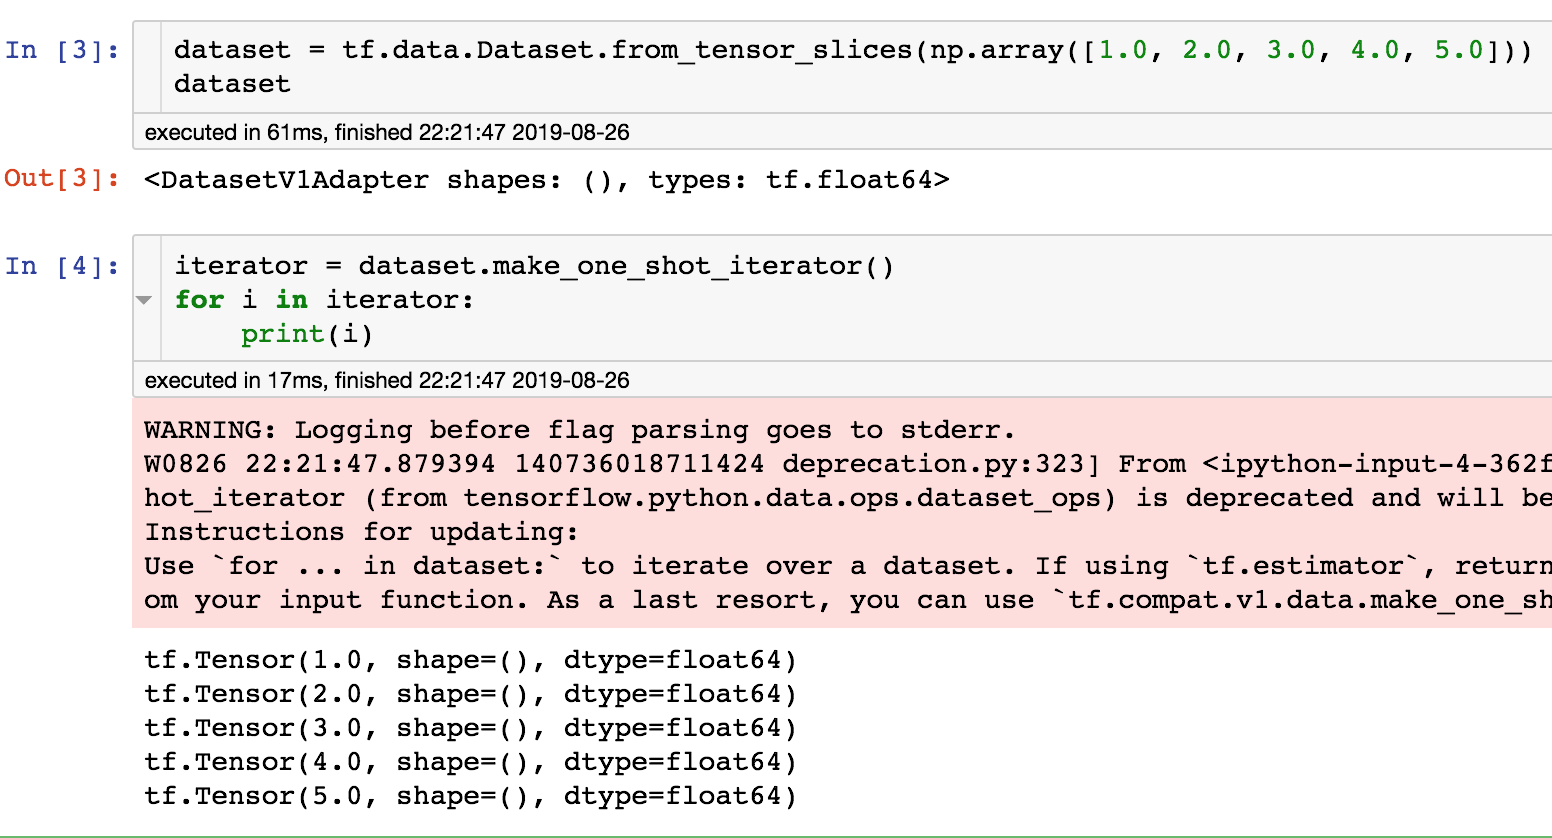 In [3]:
dataset = tf.data.Dataset.from_tensor_slices(np.array([1.0, 2.0, 3.0, 4.0, 5.0]))
dataset
executed in 61ms, finished 22:21:47 2019-08-26
Out[3]: <DatasetV1Adapter shapes: (), types: tf.float64>
In [4]:
iterator = dataset.make_one_shot_iterator()
for i in iterator:
    print(i)
executed in 17ms, finished 22:21:47 2019-08-26
WARNING: Logging before flag parsing goes to stderr.
W0826 22:21:47.879394 140736018711424 deprecation.py:323] From <ipython-input-4-362f
hot_iterator (from tensorflow.python.data.ops.dataset_ops) is deprecated and will be
Instructions for updating:
Use `for ... in dataset:` to iterate over a dataset. If using `tf.estimator`, return
om your input function. As a last resort, you can use `tf.compat.v1.data.make_one_sh
tf.Tensor(1.0, shape=(), dtype=float64)
tf.Tensor(2.0, shape=(), dtype=float64)
tf.Tensor(3.0, shape=(), dtype=float64)
tf.Tensor(4.0, shape=(), dtype=float64)
tf.Tensor(5.0, shape=(), dtype=float64)